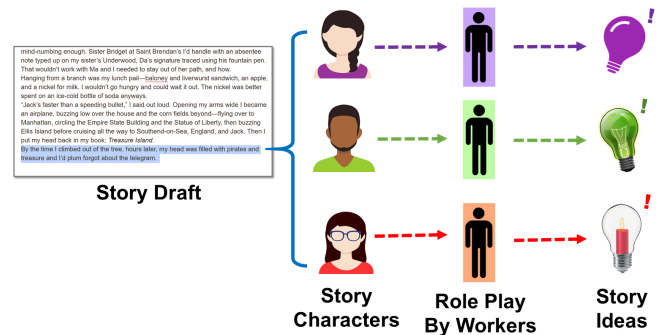 mind-numbing enough. Sister Bridget at Saint Brendan's I'd handle with an absentee
note typed up on my sister's Underwood, Da's signature traced using his fountain pen.
That wouldn't work with Ma and I needed to stay out of her path, and how.
Hanging from a branch was my lunch pail—baloney and liverwurst sandwich, an apple,
and a nickel for milk. I wouldn't go hungry and could wait it out. The nickel was better
spent on an ice-cold bottle of soda anyways.
"Jack's faster than a speeding bullet," I said out loud. Opening my arms wide I became
an airplane, buzzing low over the house and the corn fields beyond—flying over to
Manhattan, circling the Empire State Building and the Statue of Liberty, then buzzing
Ellis Island before cruising all the way to Southend-on-Sea, England, and Jack. Then I
put my head back in my book: Treasure Island.
By the time I climbed out of the tree, hours later, my head was filled with pirates and
treasure and I'd plum forgot about the telegram.
Story Draft
Story
Characters
Role Play
By Workers
Story
Ideas
!
!
!